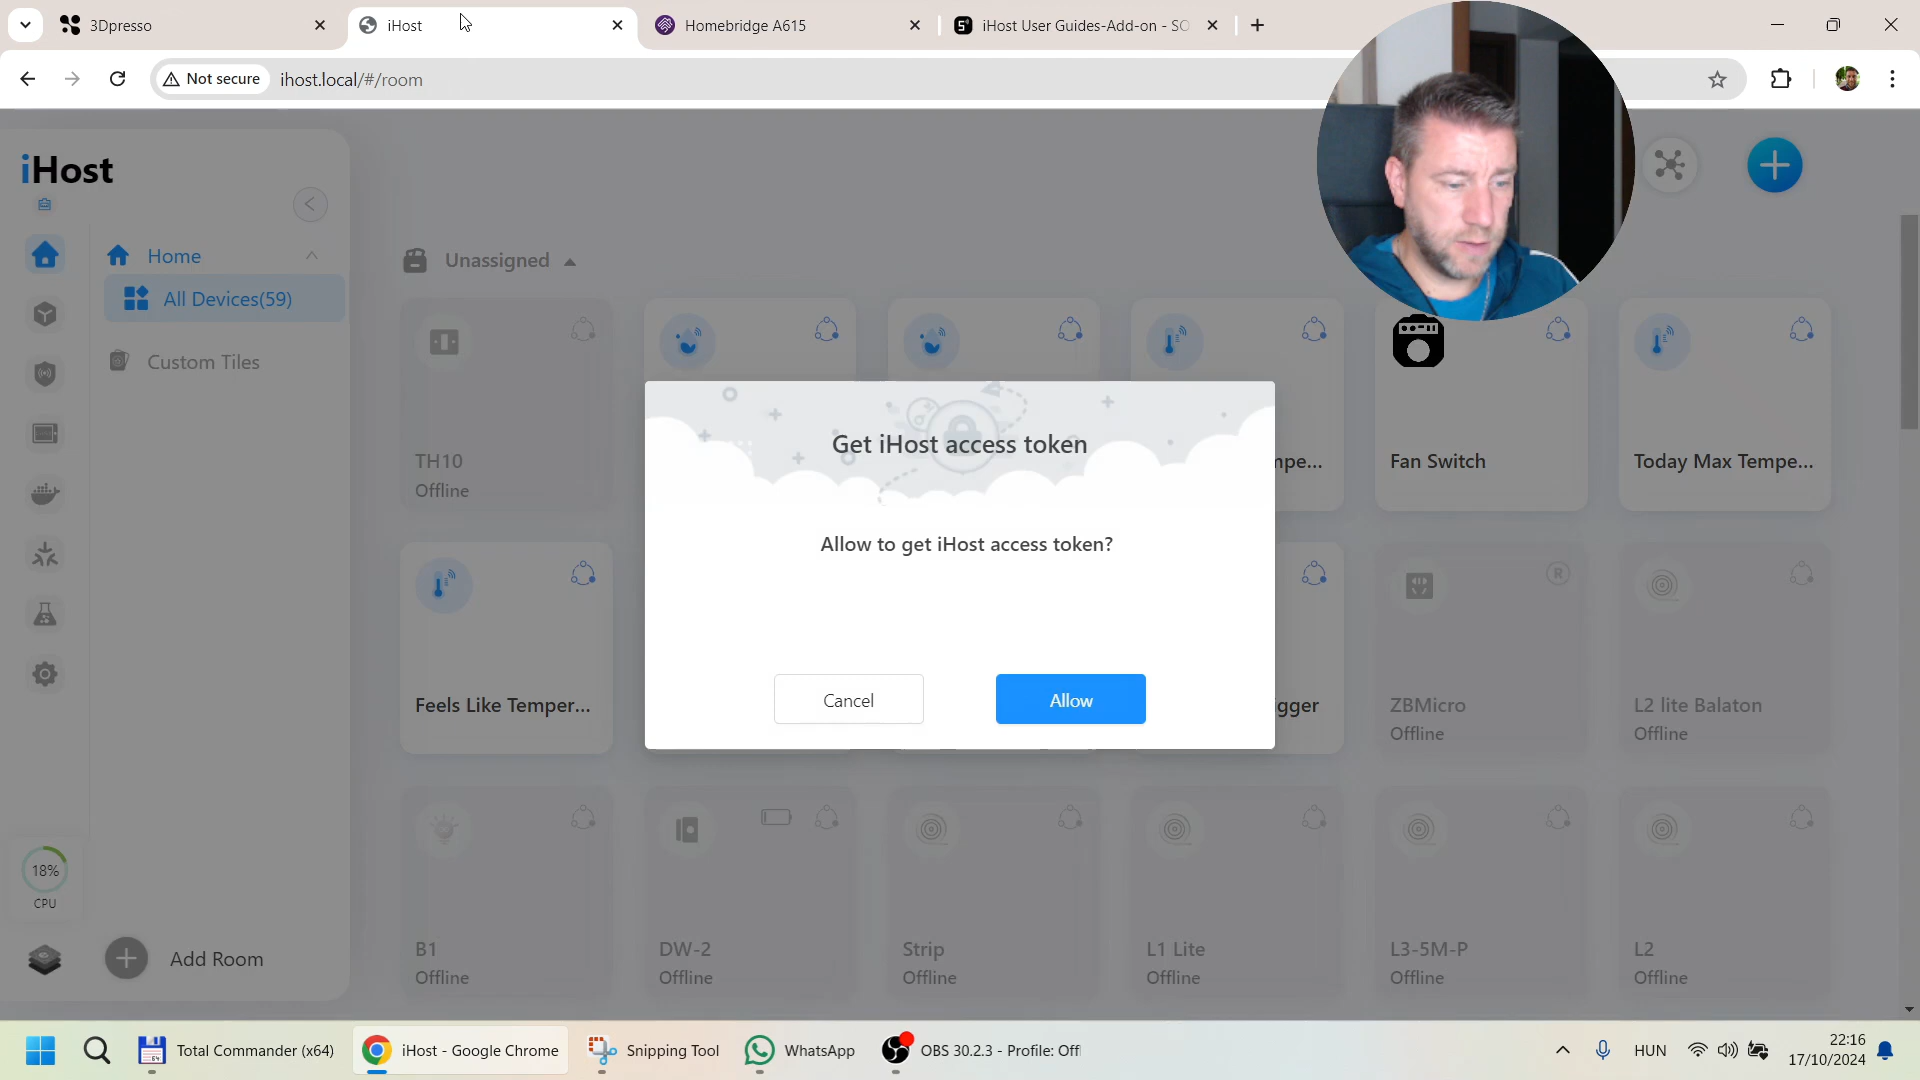 3Dpresso
iHost
Homebridge A615
iHost User Guides-Add-on - SO
Not secure
ihost.local/#/room
iHost
Home
All Devices(59)
Custom Tiles
Unassigned
TH10
Offline
Fan Switch
Today Max Tempe...
Get iHost access token
Allow to get iHost access token?
Cancel
Allow
Feels Like Temper...
ZBMicro
Offline
L2 lite Balaton
Offline
B1
Offline
DW-2
Offline
Strip
Offline
L1 Lite
Offline
L3-5M-P
Offline
L2
Offline
18%
CPU
Add Room
Total Commander (x64)
iHost - Google Chrome
Snipping Tool
WhatsApp
OBS 30.2.3 - Profile: Off
HUN
22:16
17/10/2024